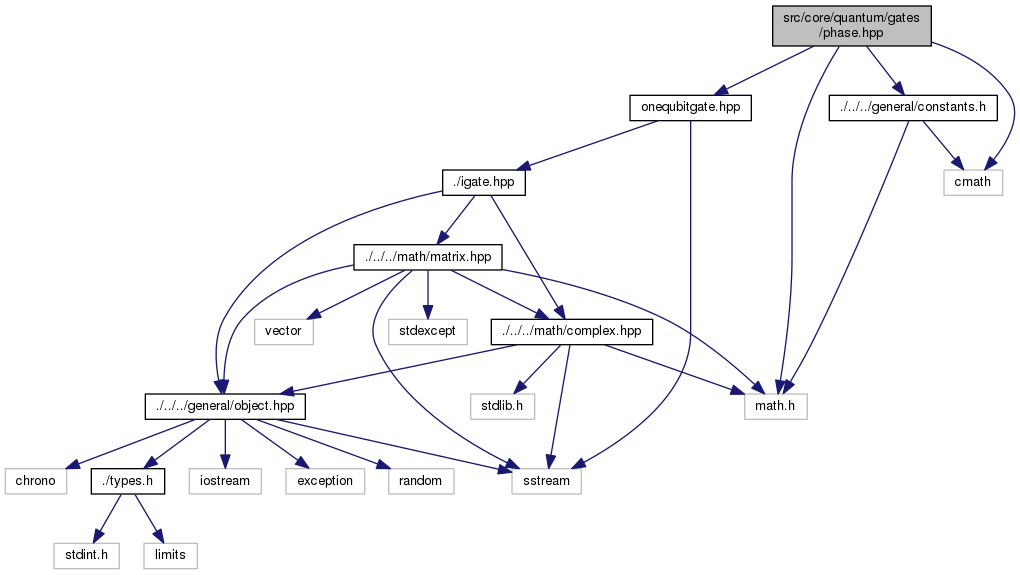 src/core/quantum/gates
/phase.hpp
onequbitgate.hpp
./../../general/constants.h
./igate.hpp
cmath
./../../math/matrix.hpp
vector
stdexcept
./../../math/complex.hpp
./../../general/object.hpp
stdlib.h
math.h
chrono
./types.h
iostream
exception
random
sstream
stdint.h
limits